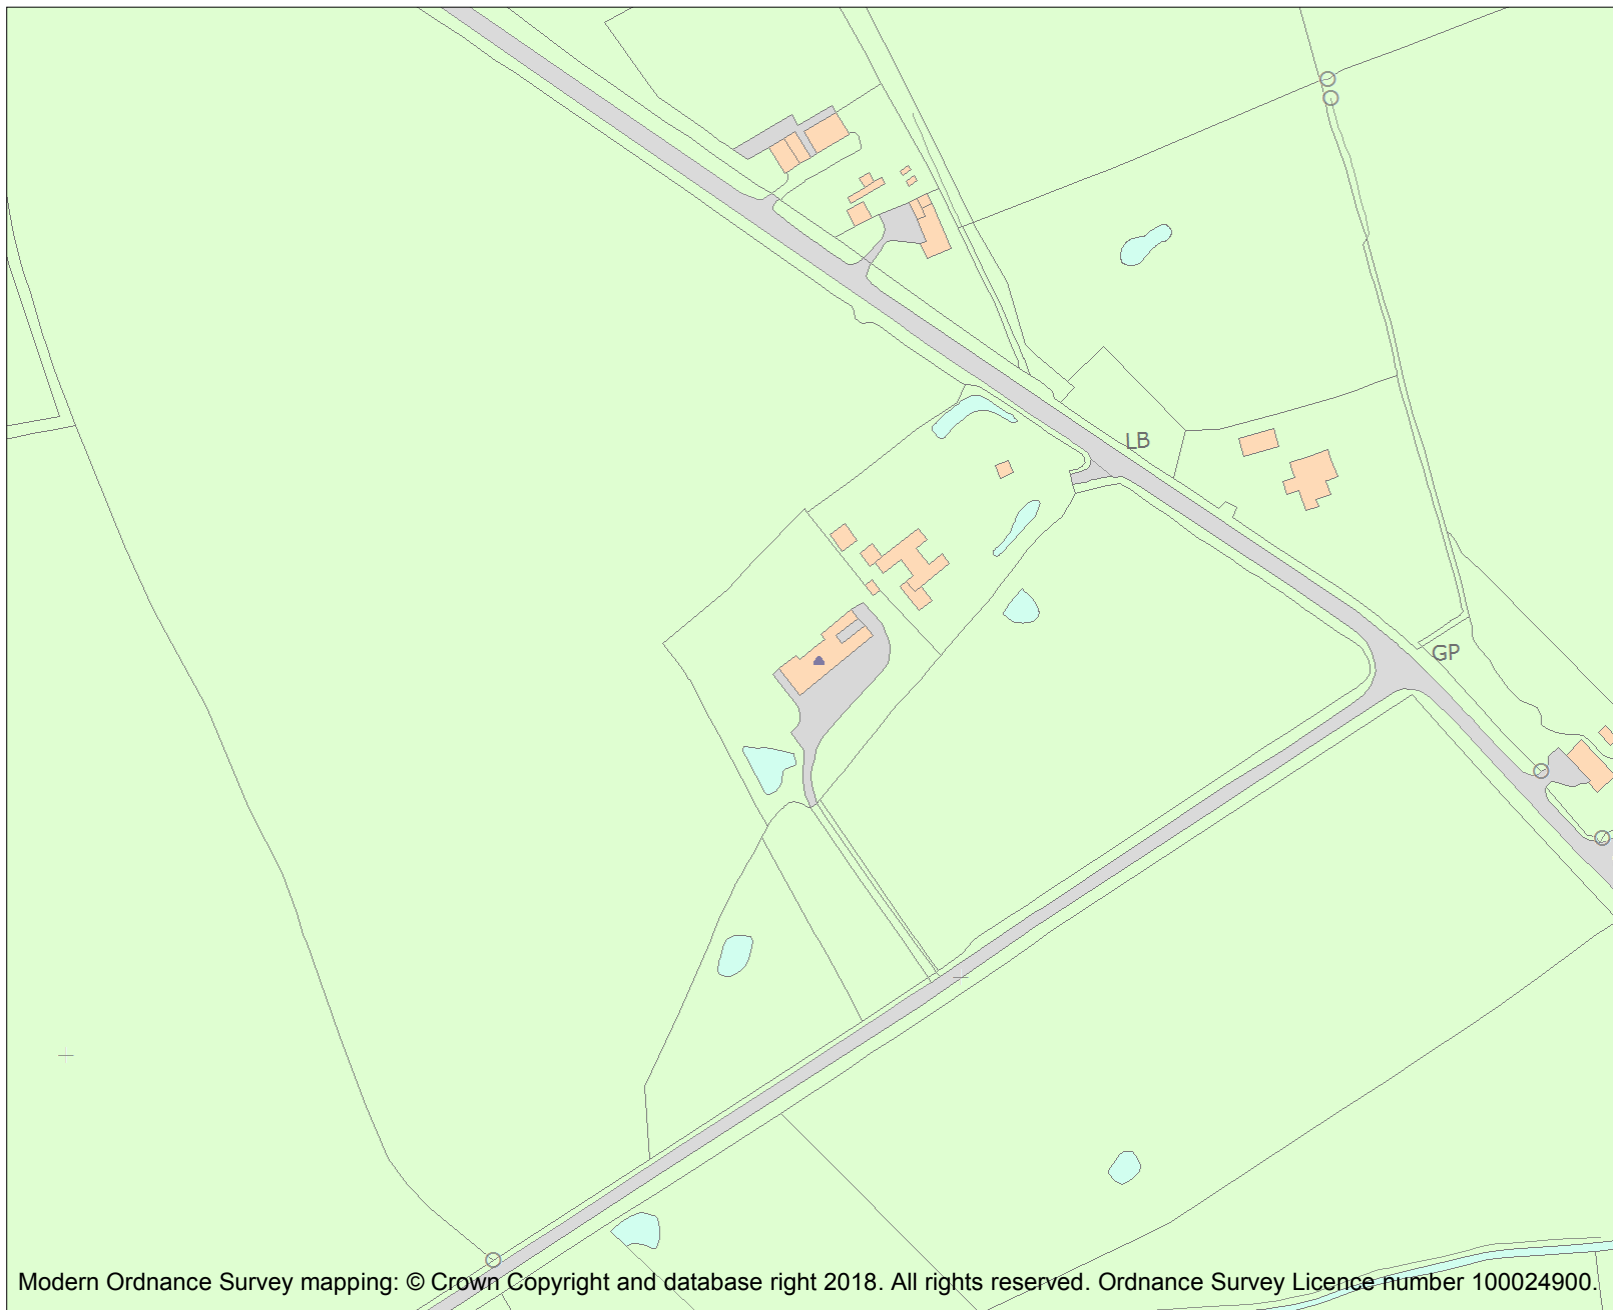 LB
GP
Modern Ordnance Survey mapping: © Crown Copyright and database right 2018. All rights reserved. Ordnance Survey Licence number 100024900.